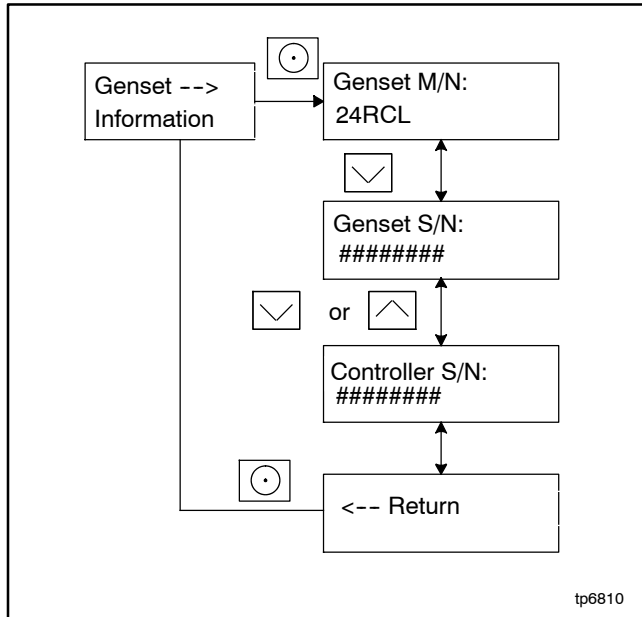 Genset -->
Information
Genset M/N:
24RCL
Genset S/N:
########
or
Controller S/N:
########
<-- Return
tp6810